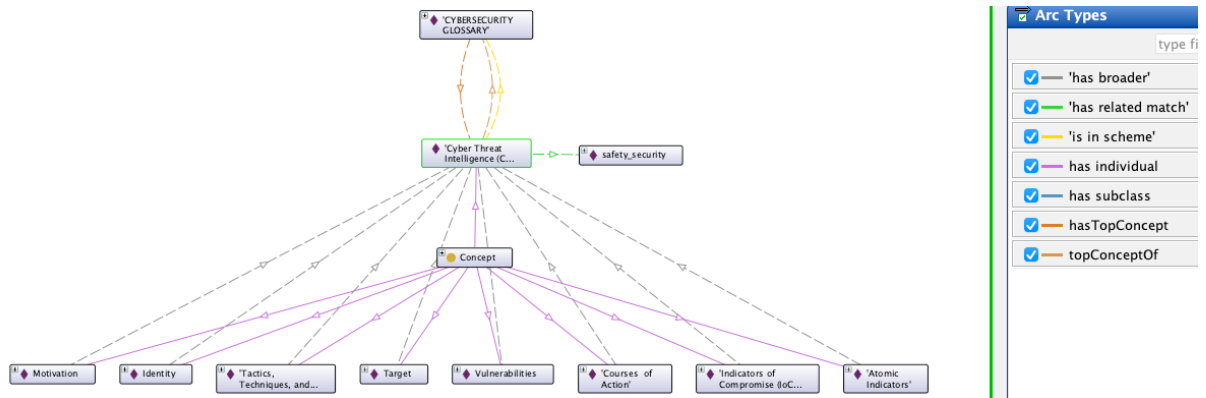 'CYBERSECURITY
GLOSSARY'
'Cyber Threat
Intelligence (C...
safety_security
Concept
Motivation
Identity
'Tactics,
Techniques, and...
Target
Vulnerabilities
'Courses of
Action'
'Indicators of
Compromise (IoC...
'Atomic
Indicators'
Arc Types
type fi
'has broader'
'has related match'
'is in scheme'
has individual
has subclass
hasTopConcept
topConceptOf